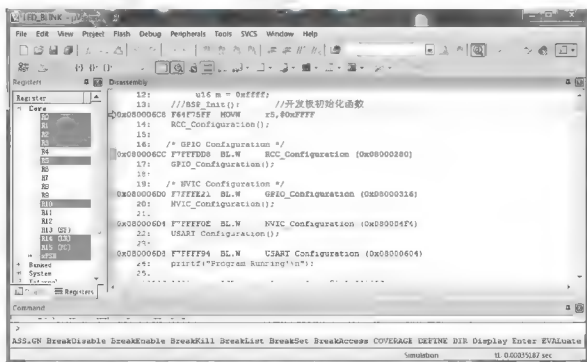 LED_BLINK
File Edit View Project Flash Debug Peripherals Tools SVCS Window Help
Registers
Disassembly
Register
Core
R0
R1
R2
R3
R4
R5
R6
R7
R8
R9
R10
R11
R12
R13 (SP)
R14 (LR)
R15 (PC)
xPSR
Banked
System
Internal
Registers
12: u16 m = 0xffff;
13: ///BSP_Init(); //开发板初始化函数
0x080006C8 F64F75FF MOVW r5,#0xFFFF
14: RCC_Configuration();
15:
16: /* GPIO Configuration */
0x080006CC F7FFFDD8 BL.W RCC_Configuration (0x08000280)
17: GPIO_Configuration();
18:
19: /* NVIC Configuration */
0x080006D0 F7FFFE21 BL.W GPIO_Configuration (0x08000316)
20: NVIC_Configuration();
21:
0x080006D4 F7FFFF0E BL.W NVIC_Configuration (0x080004F4)
22: USART_Configuration();
23:
0x080006D8 F7FFFF94 BL.W USART_Configuration (0x08000604)
24: printf("Program Running!\n");
25:
Command
>
ASSIGN BreakDisable BreakEnable BreakKill BreakList BreakSet BreakAccess COVERAGE DEFINE DIR Display Enter EVALuate
Simulation
t1: 0.00035187 sec